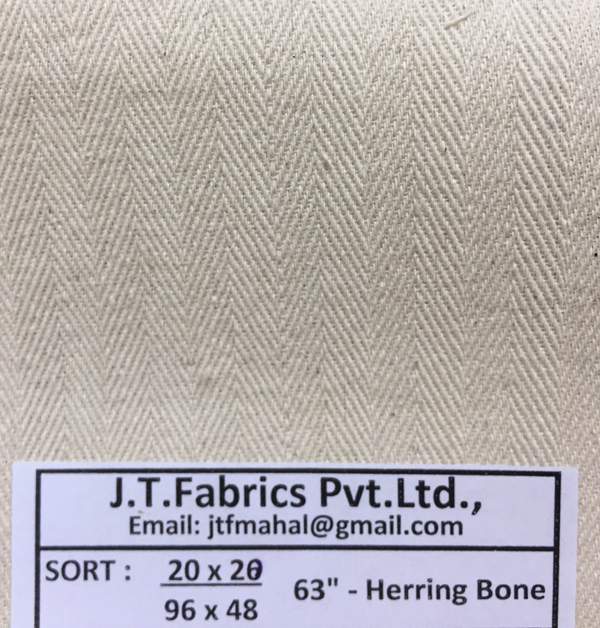 J.T.Fabrics Pvt.Ltd.,
Email: jtfmahal@gmail.com
SORT : 20 x 20 63" - Herring Bone
96 x 48